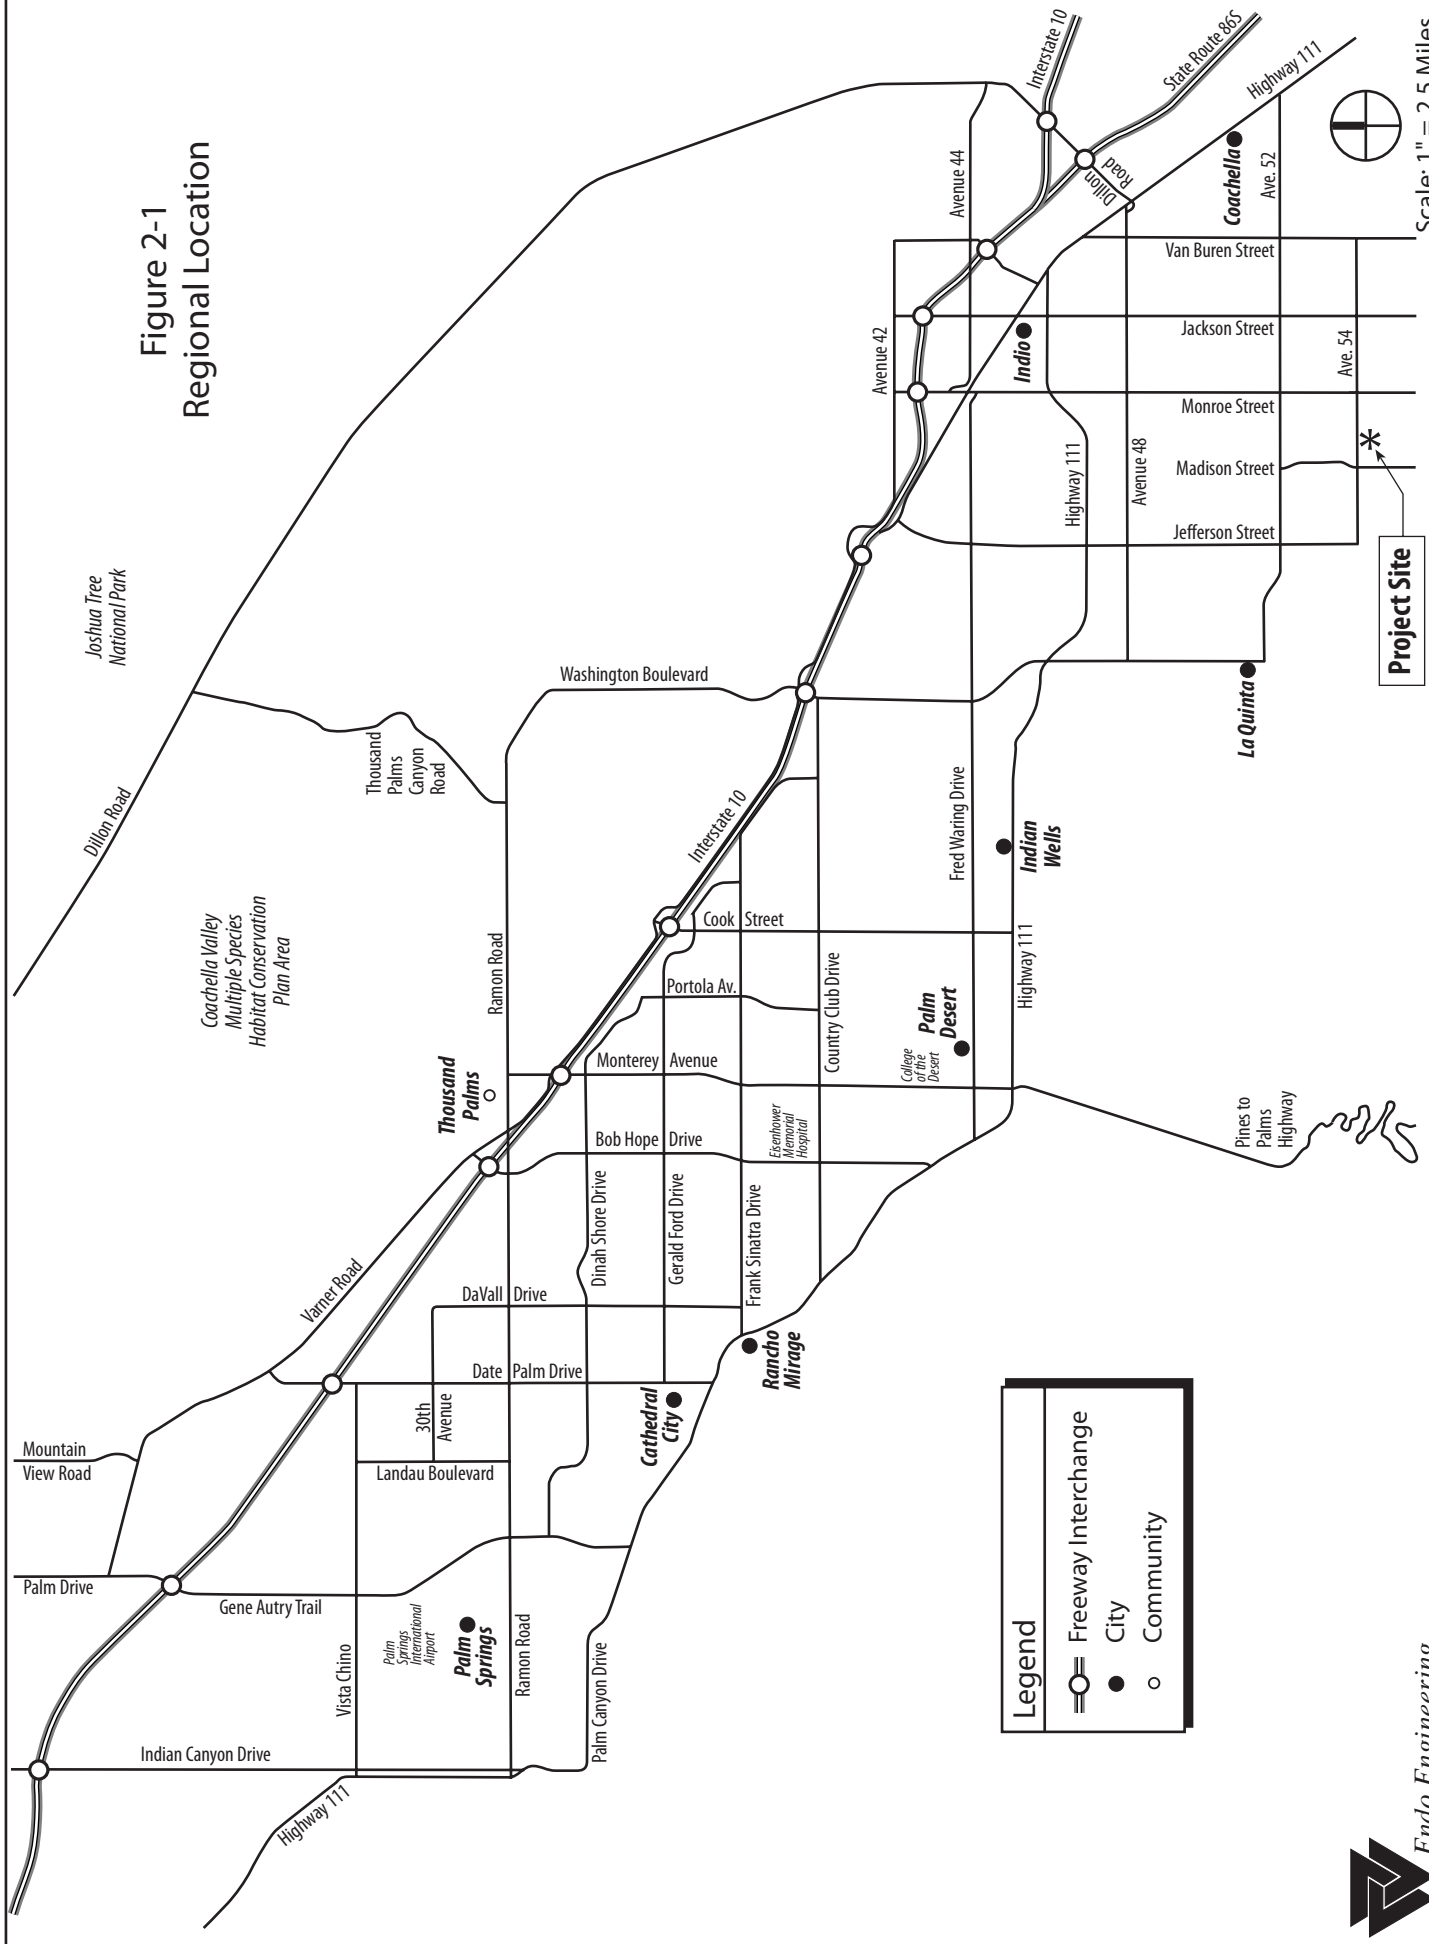 Figure 2-1
Regional Location
Joshua Tree
National Park
Coachella Valley
Multiple Species
Habitat Conservation
Plan Area
Dillon Road
Thousand
Palms
Canyon
Road
Washington Boulevard
Interstate 10
Ramon Road
Thousand
Palms
Varner Road
Mountain
View Road
Palm Drive
Gene Autry Trail
Indian Canyon Drive
Highway 111
Vista Chino
Palm
Springs
International
Airport
Palm
Springs
Ramon Road
Palm Canyon Drive
Landau Boulevard
30th
Avenue
Date Palm Drive
DaVall Drive
Cathedral
City
Rancho
Mirage
Dinah Shore Drive
Gerald Ford Drive
Frank Sinatra Drive
Bob Hope Drive
Monterey Avenue
Portola Av.
Cook Street
Country Club Drive
Eisenhower
Memorial
Hospital
College
of the
Desert
Palm
Desert
Fred Waring Drive
Highway 111
Indian
Wells
Pines to
Palms
Highway
La Quinta
Avenue 42
Avenue 44
Interstate 10
State Route 86S
Highway 111
Dillon
Road
Indio
Coachella
Highway 111
Avenue 48
Ave. 52
Ave. 54
Van Buren Street
Jackson Street
Monroe Street
Madison Street
Jefferson Street
*
Project Site
Legend
Freeway Interchange
City
Community
Scale: 1" = 2.5 Miles
Endo Engineering